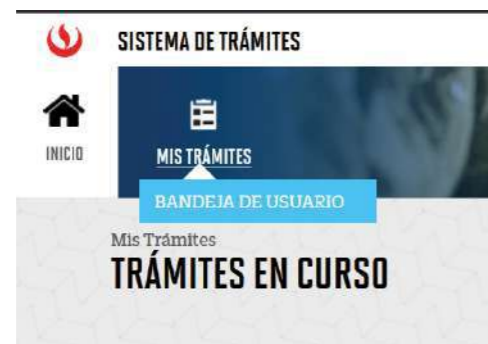 SISTEMA DE TRÁMITES
INICIO
MIS TRÁMITES
BANDEJA DE USUARIO
Mis Trámites
TRÁMITES EN CURSO